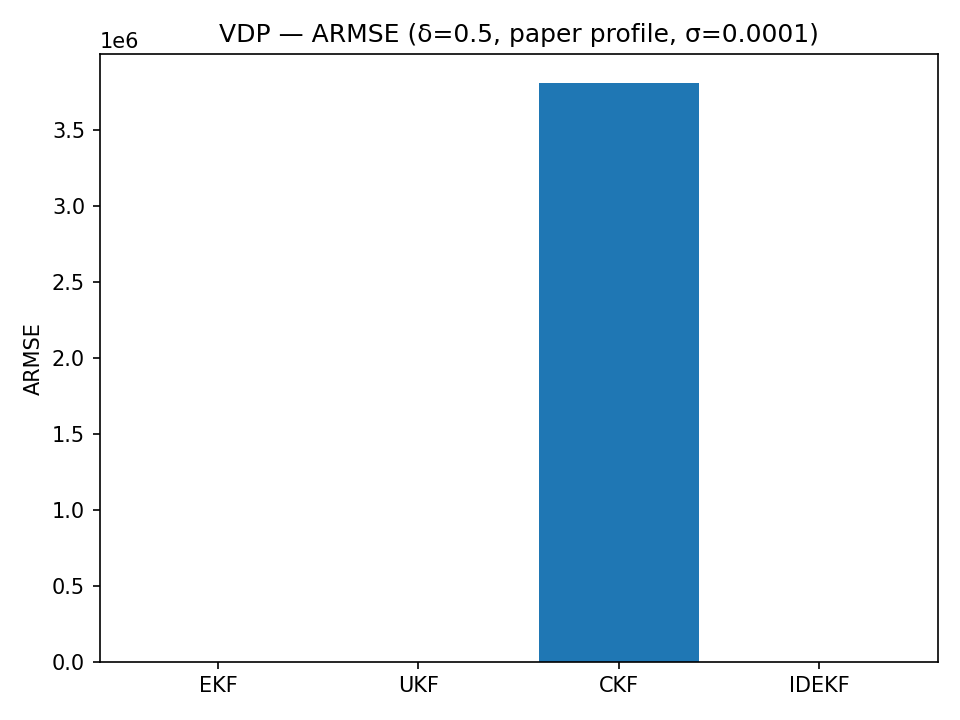 VDP — ARMSE (δ=0.5, paper profile, σ=0.0001)
1e6
ARMSE
3.5
3.0
2.5
2.0
1.5
1.0
0.5
0.0
EKF UKF CKF IDEKF